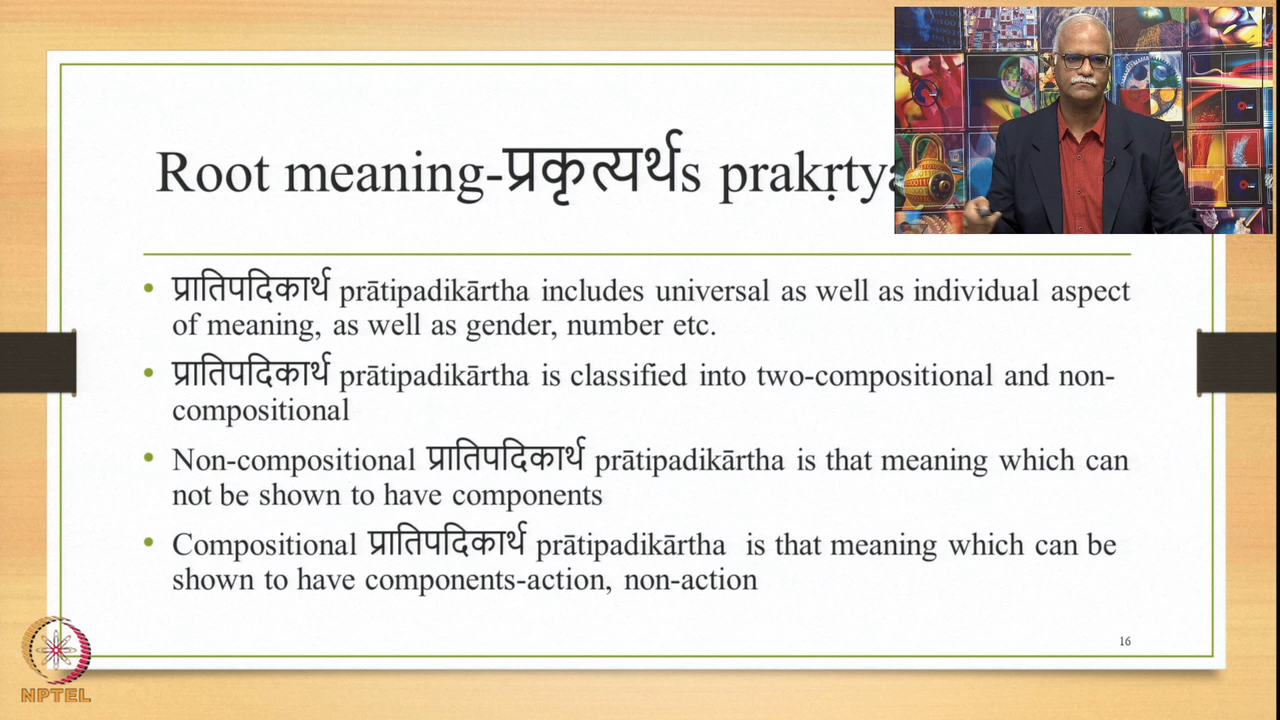 Root meaning-प्रकृत्यर्थs prakṛtya
• प्रातिपदिकार्थ prātipadikārtha includes universal as well as individual aspect
of meaning, as well as gender, number etc.
• प्रातिपदिकार्थ prātipadikārtha is classified into two-compositional and non-
compositional
• Non-compositional प्रातिपदिकार्थ prātipadikārtha is that meaning which can
not be shown to have components
• Compositional प्रातिपदिकार्थ prātipadikārtha is that meaning which can be
shown to have components-action, non-action
16
NPTEL